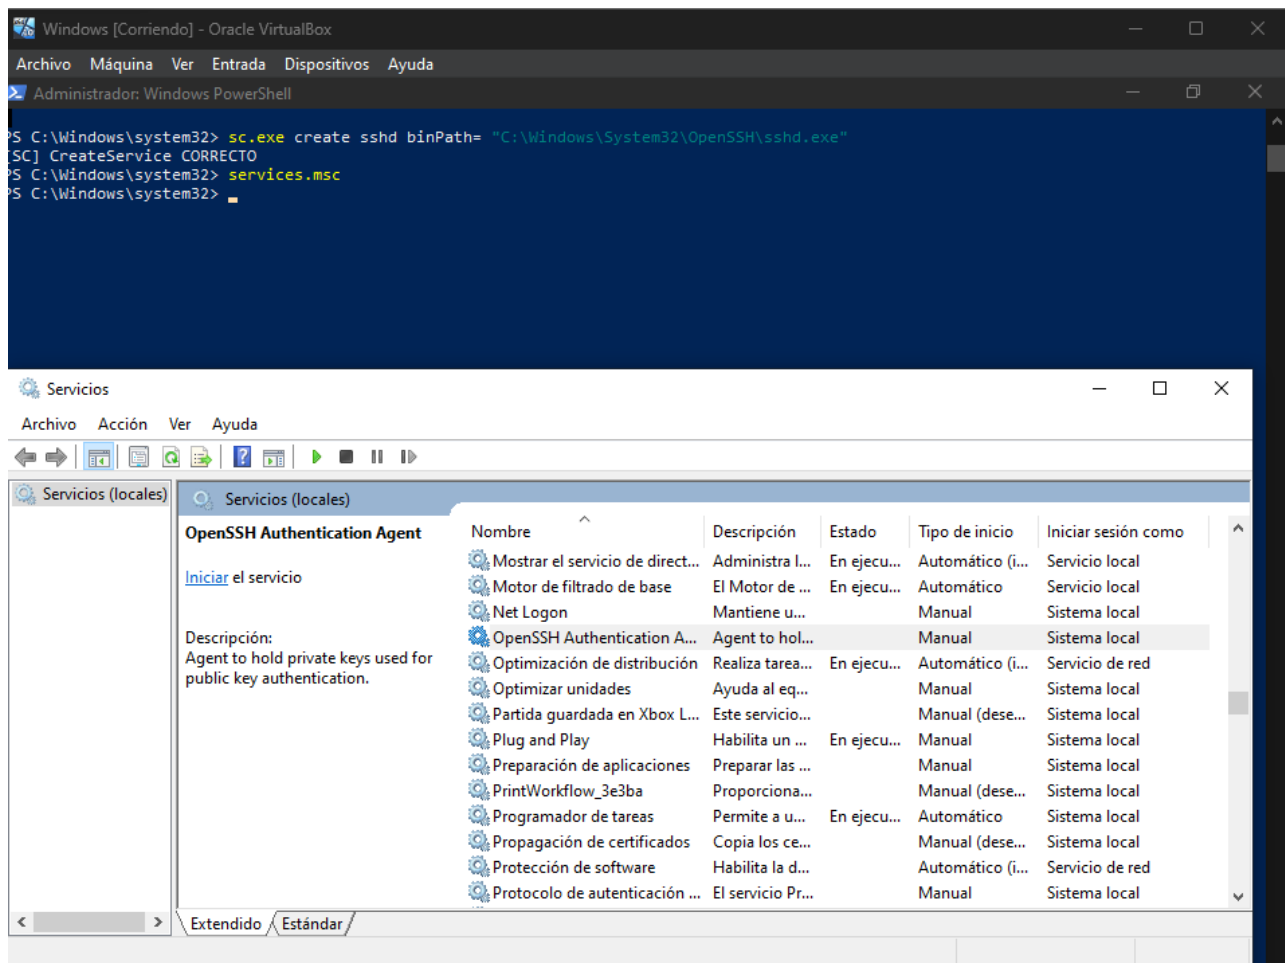 Windows [Corriendo] - Oracle VirtualBox
Archivo Máquina Ver Entrada Dispositivos Ayuda
Administrador: Windows PowerShell
PS C:\Windows\system32> sc.exe create sshd binPath= "C:\Windows\System32\OpenSSH\sshd.exe"
[SC] CreateService CORRECTO
PS C:\Windows\system32> services.msc
PS C:\Windows\system32>
Servicios
Archivo Acción Ver Ayuda
Servicios (locales)
Servicios (locales)
OpenSSH Authentication Agent
Iniciar el servicio
Descripción:
Agent to hold private keys used for
public key authentication.
Nombre Descripción Estado Tipo de inicio Iniciar sesión como
Mostrar el servicio de direct... Administra l... En ejecu... Automático (i... Servicio local
Motor de filtrado de base El Motor de ... En ejecu... Automático Servicio local
Net Logon Mantiene u... Manual Sistema local
OpenSSH Authentication A... Agent to hol... Manual Sistema local
Optimización de distribución Realiza tarea... En ejecu... Automático (i... Servicio de red
Optimizar unidades Ayuda al eq... Manual Sistema local
Partida guardada en Xbox L... Este servicio... Manual (dese... Sistema local
Plug and Play Habilita un ... En ejecu... Manual Sistema local
Preparación de aplicaciones Preparar las ... Manual Sistema local
PrintWorkflow_3e3ba Proporciona... Manual (dese... Sistema local
Programador de tareas Permite a u... En ejecu... Automático Sistema local
Propagación de certificados Copia los ce... Manual (dese... Sistema local
Protección de software Habilita la d... Automático (i... Servicio de red
Protocolo de autenticación ... El servicio Pr... Manual Sistema local
Extendido Estándar